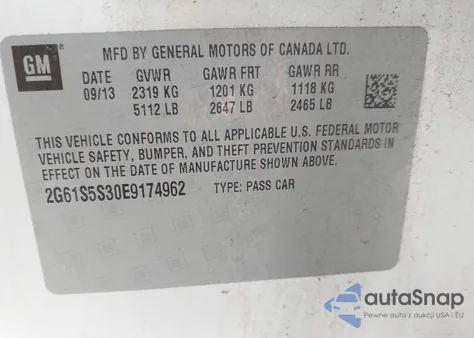 GM
MFD BY GENERAL MOTORS OF CANADA LTD.
DATE GVWR GAWR FRT GAWR RR
09/13 2319 KG 1201 KG 1118 KG
5112 LB 2647 LB 2465 LB
THIS VEHICLE CONFORMS TO ALL APPLICABLE U.S. FEDERAL MOTOR
VEHICLE SAFETY, BUMPER, AND THEFT PREVENTION STANDARDS IN
EFFECT ON THE DATE OF MANUFACTURE SHOWN ABOVE.
2G61S5S30E9174962 TYPE: PASS CAR
autoSnap
Pewne auta z aukcji USA i EU